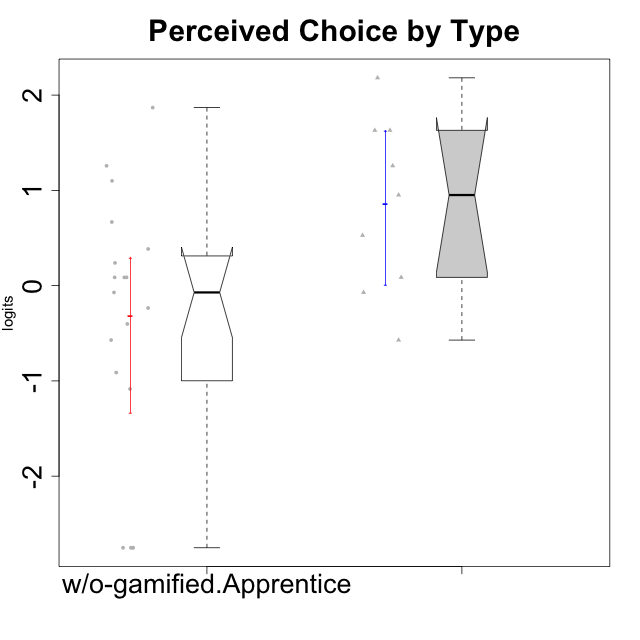 Perceived Choice by Type
2
1
0
-1
-2
logits
w/o-gamified.Apprentice